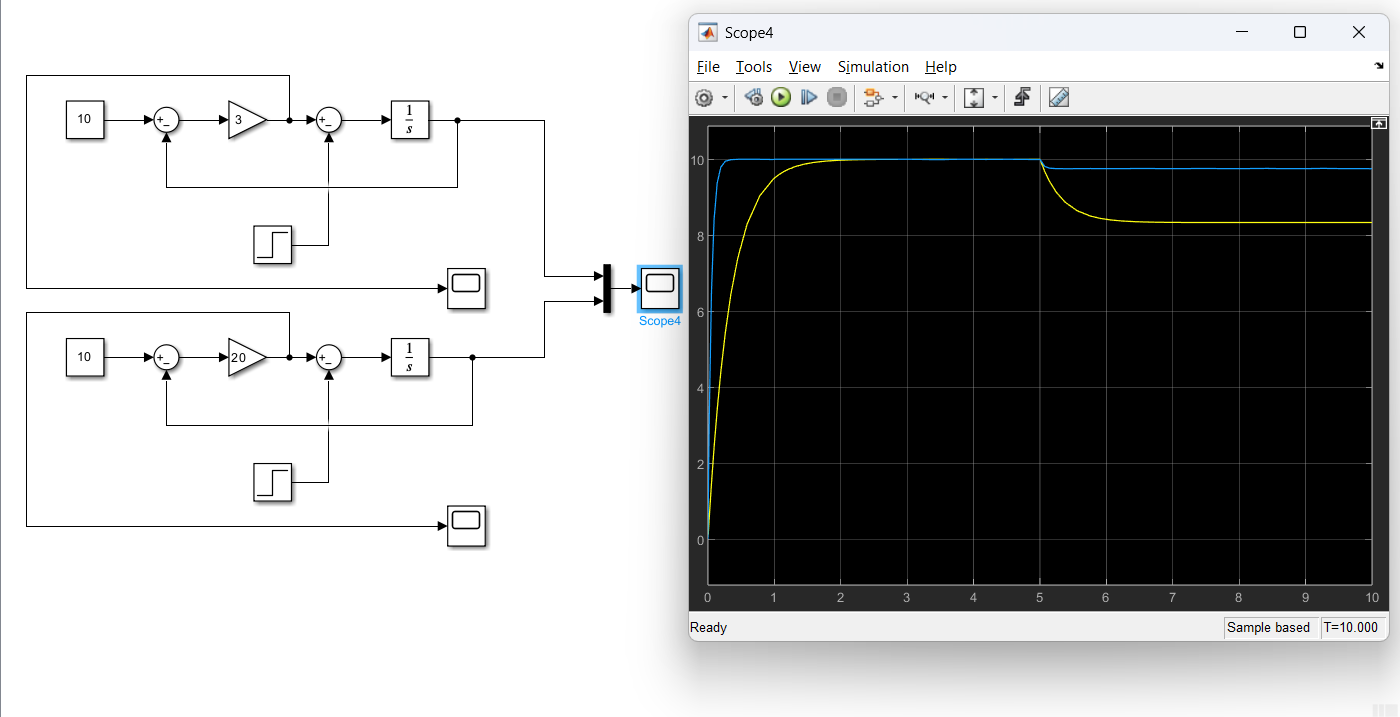 Scope4
File Tools View Simulation Help
10
+_
3
+_
1
s
10
+_
20
+_
1
s
Scope4
10
8
6
4
2
0
0 1 2 3 4 5 6 7 8 9 10
Ready
Sample based T=10.000